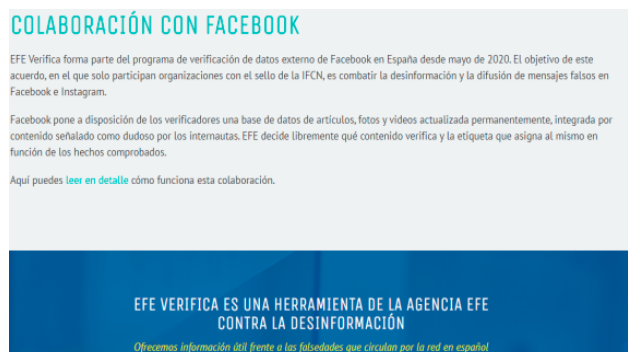 COLABORACIÓN CON FACEBOOK
EFE Verifica forma parte del programa de verificación de datos externo de Facebook en España desde mayo de 2020. El objetivo de este
acuerdo, en el que solo participan organizaciones con el sello de la IFCN, es combatir la desinformación y la difusión de mensajes falsos en
Facebook e Instagram.
Facebook pone a disposición de los verificadores una base de datos de artículos, fotos y videos actualizada permanentemente, integrada por
contenido señalado como dudoso por los internautas. EFE decide libremente qué contenido verifica y la etiqueta que asigna al mismo en
función de los hechos comprobados.
Aquí puedes leer en detalle cómo funciona esta colaboración.
EFE VERIFICA ES UNA HERRAMIENTA DE LA AGENCIA EFE
CONTRA LA DESINFORMACIÓN
Ofrecemos información útil frente a las falsedades que circulan por la red en español